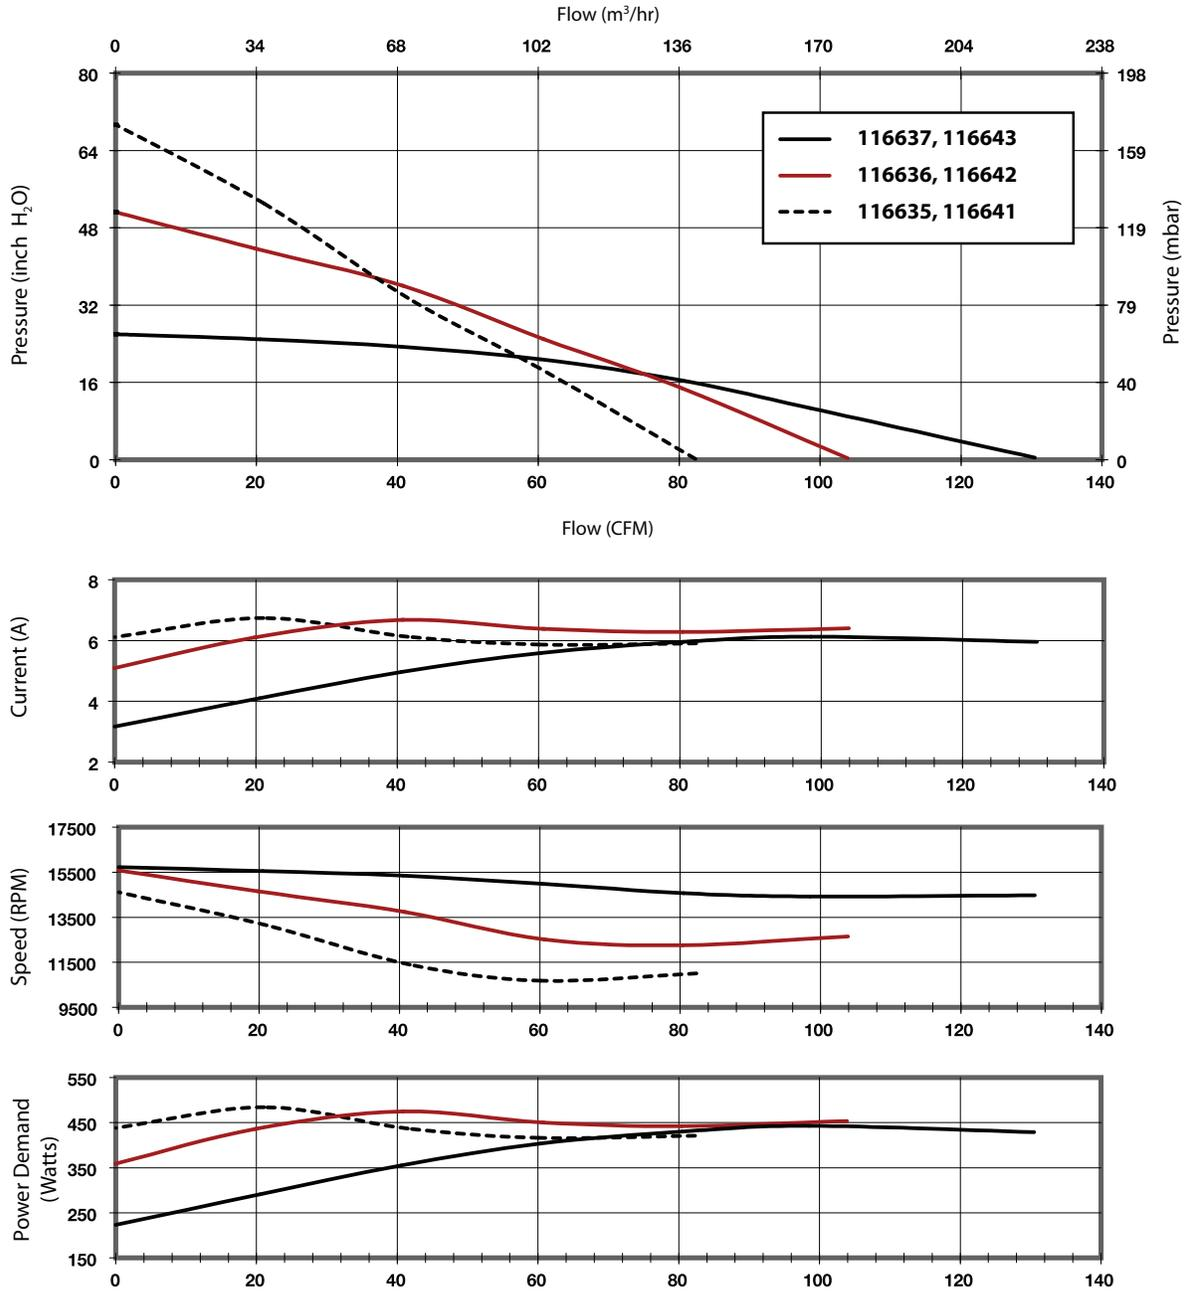 Flow (m³/hr)
0 34 68 102 136 170 204 238
80 198
116637, 116643
64 159
116636, 116642
116635, 116641
48 119
32 79
16 40
0 0
Pressure (inch H₂O)
Pressure (mbar)
0 20 40 60 80 100 120 140
Flow (CFM)
8
6
4
2
Current (A)
0 20 40 60 80 100 120 140
17500
15500
13500
11500
9500
Speed (RPM)
0 20 40 60 80 100 120 140
550
450
350
250
150
Power Demand
(Watts)
0 20 40 60 80 100 120 140